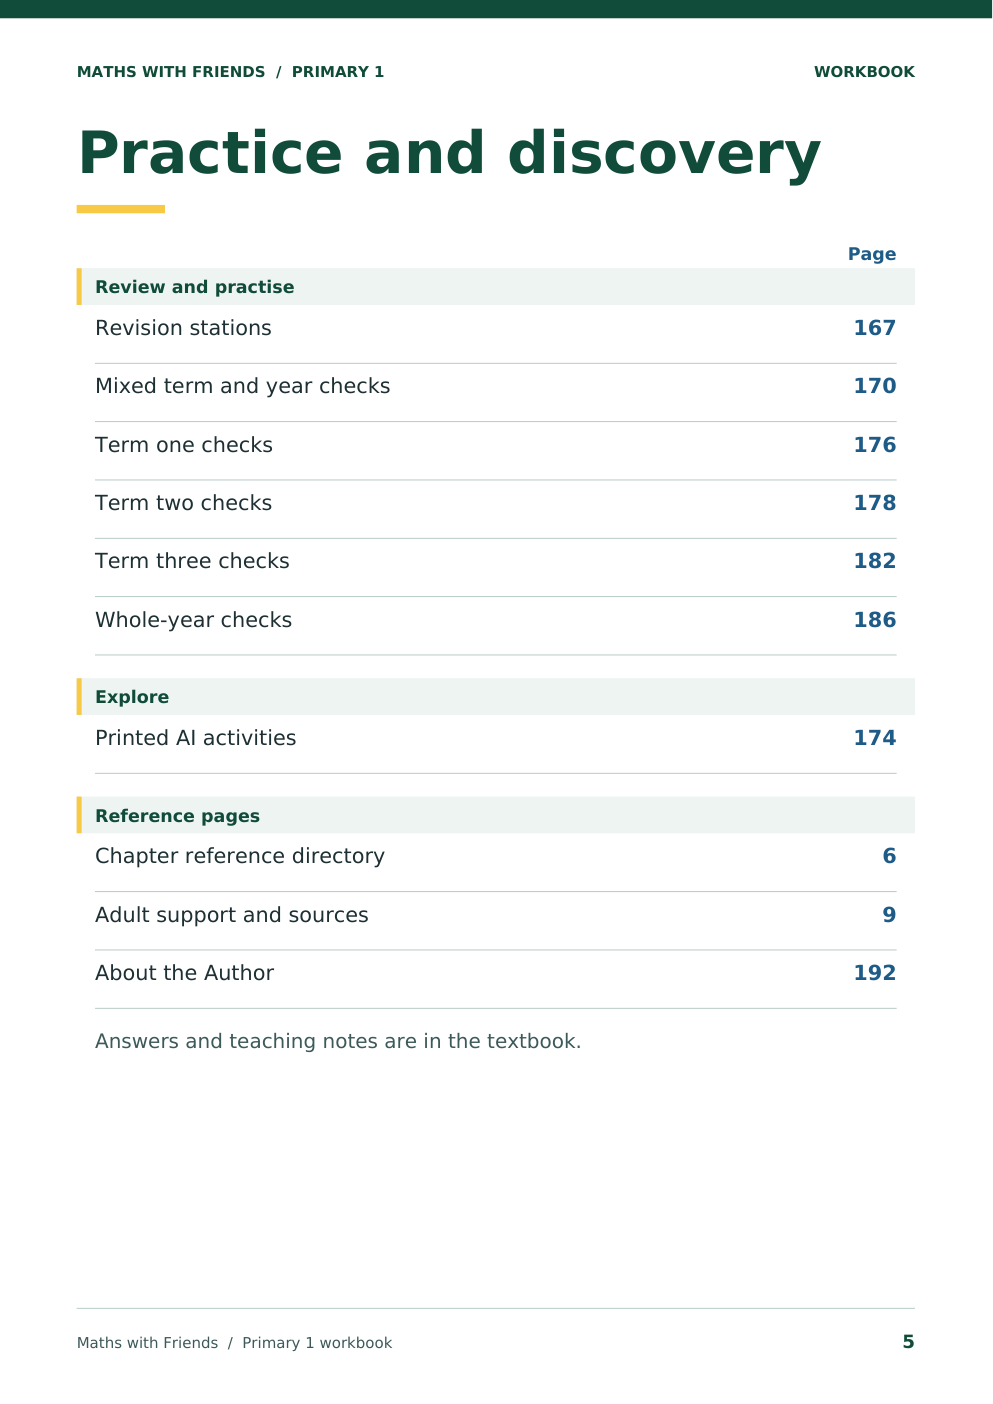 MATHS WITH FRIENDS / PRIMARY 1 WORKBOOK
Practice and discovery
Page
Review and practise
Revision stations 167
Mixed term and year checks 170
Term one checks 176
Term two checks 178
Term three checks 182
Whole-year checks 186
Explore
Printed AI activities 174
Reference pages
Chapter reference directory 6
Adult support and sources 9
About the Author 192
Answers and teaching notes are in the textbook.
Maths with Friends / Primary 1 workbook 5